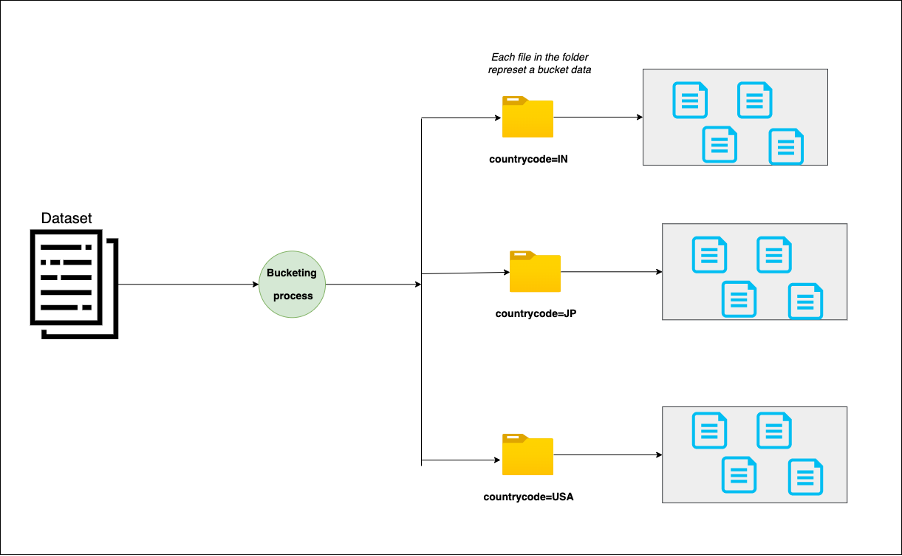 Each file in the folder
represet a bucket data
countrycode=IN
Dataset
Bucketing
process
countrycode=JP
countrycode=USA